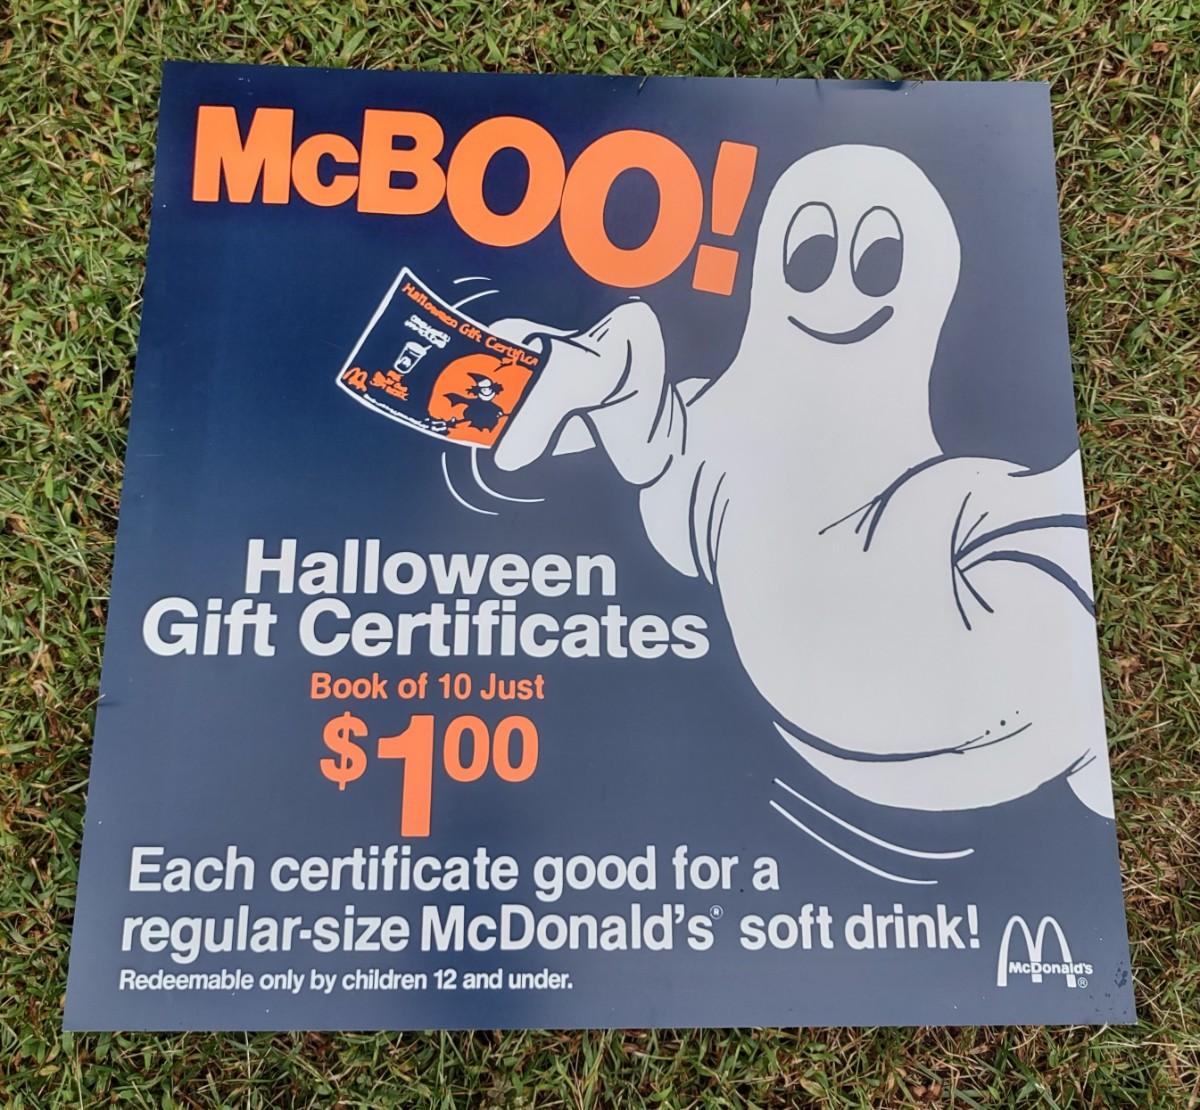 McBOO!
Halloween Gift Certifica
Halloween
Gift Certificates
Book of 10 Just
$1 00
Each certificate good for a
regular-size McDonald's® soft drink!
Redeemable only by children 12 and under.
McDonald's
®